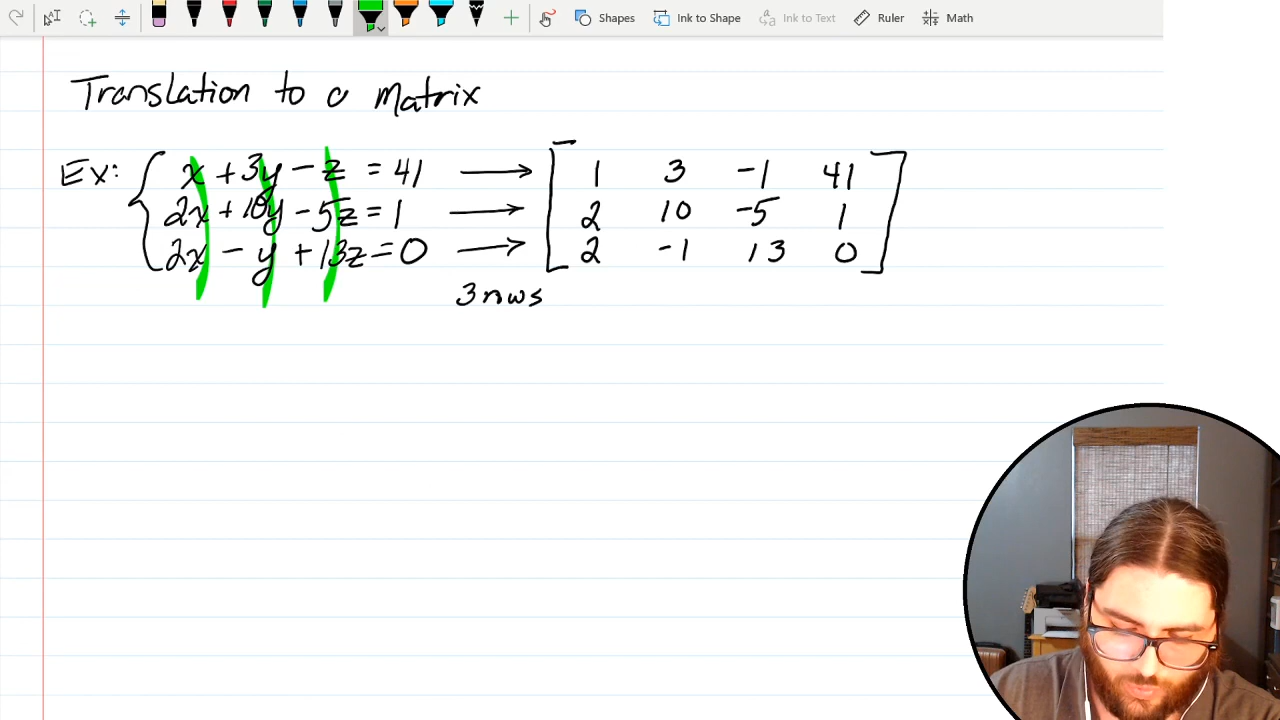 Shapes Ink to Shape Ink to Text Ruler Math
Translation to a Matrix
Ex: { x + 3y - z = 41 → [ 1 3 -1 41 ]
2x + 10y - 5z = 1 → 2 10 -5 1
2x - y + 13z = 0 → 2 -1 13 0
3 rows